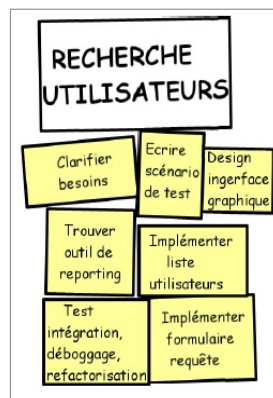 RECHERCHE
UTILISATEURS
Clarifier
besoins
Ecrire
scénario
de test
Design
ingerface
graphique
Trouver
outil de
reporting
Implémenter
liste
utilisateurs
Test
intégration,
déboggage,
refactorisation
Implémenter
formulaire
requête